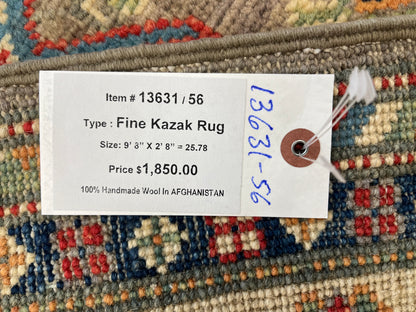 Item # 13631 / 56
Type : Fine Kazak Rug
Size: 9' 8" X 2' 8" = 25.78
Price $1,850.00
100% Handmade Wool In AFGHANISTAN
13631-56